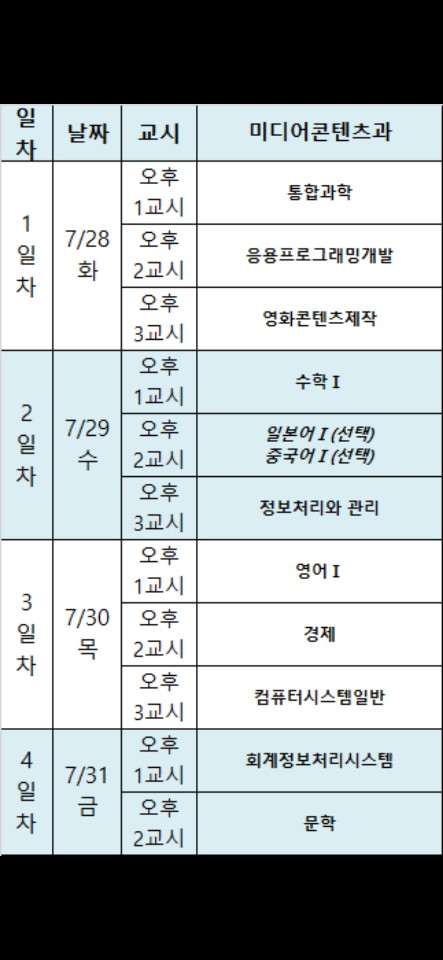 일
차
날짜
교시
미디어콘텐츠과
1
일
차
7/28
화
오후
1교시
통합과학
오후
2교시
응용프로그래밍개발
오후
3교시
영화콘텐츠제작
2
일
차
7/29
수
오후
1교시
수학 I
오후
2교시
일본어 I (선택)
중국어 I (선택)
오후
3교시
정보처리와 관리
3
일
차
7/30
목
오후
1교시
영어 I
오후
2교시
경제
오후
3교시
컴퓨터시스템일반
4
일
차
7/31
금
오후
1교시
회계정보처리시스템
오후
2교시
문학